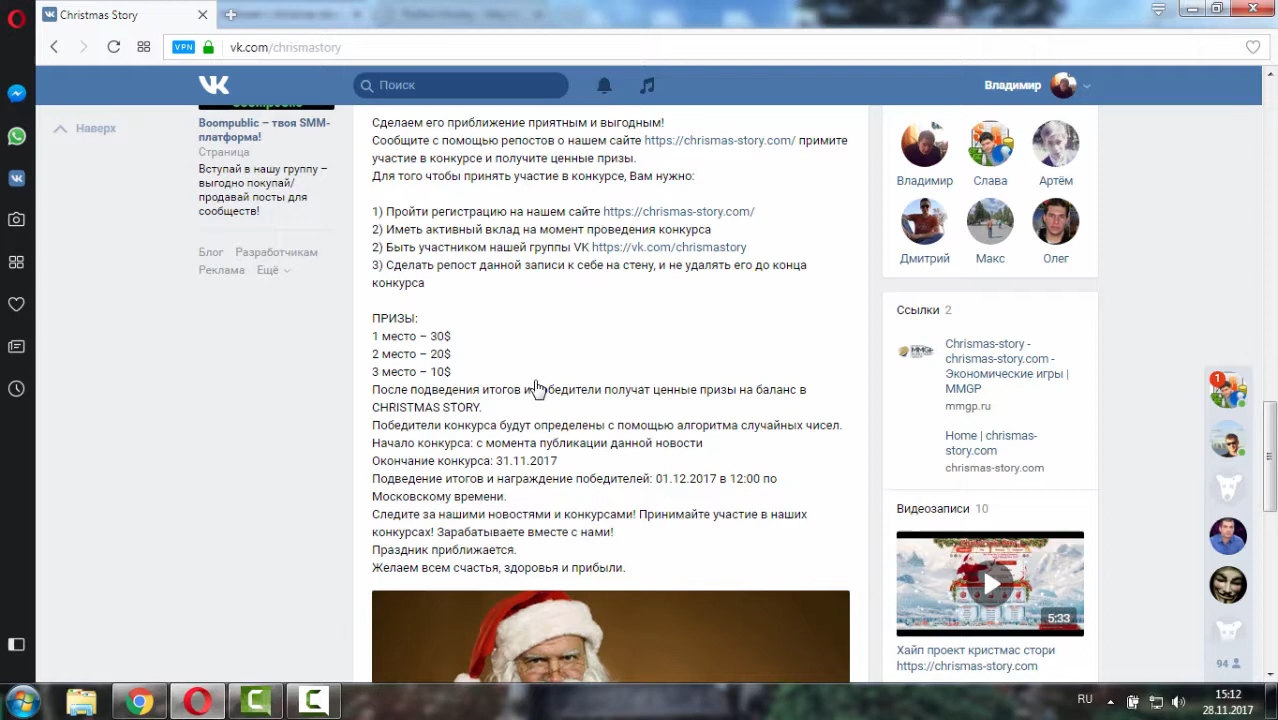 Christmas Story
VPN
vk.com/chrismastory
Поиск
Владимир
Наверх
Boompublic – твоя SMM-
платформа!
Страница
Вступай в нашу группу –
выгодно покупай/
продавай посты для
сообществ!
Блог Разработчикам
Реклама Ещё
Сделаем его приближение приятным и выгодным!
Сообщите с помощью репостов о нашем сайте https://chrismas-story.com/ примите
участие в конкурсе и получите ценные призы.
Для того чтобы принять участие в конкурсе, Вам нужно:
1) Пройти регистрацию на нашем сайте https://chrismas-story.com/
2) Иметь активный вклад на момент проведения конкурса
2) Быть участником нашей группы VK https://vk.com/chrismastory
3) Сделать репост данной записи к себе на стену, и не удалять его до конца
конкурса
ПРИЗЫ:
1 место – 30$
2 место – 20$
3 место – 10$
После подведения итогов и победители получат ценные призы на баланс в
CHRISTMAS STORY.
Победители конкурса будут определены с помощью алгоритма случайных чисел.
Начало конкурса: с момента публикации данной новости
Окончание конкурса: 31.11.2017
Подведение итогов и награждение победителей: 01.12.2017 в 12:00 по
Московскому времени.
Следите за нашими новостями и конкурсами! Принимайте участие в наших
конкурсах! Зарабатываете вместе с нами!
Праздник приближается.
Желаем всем счастья, здоровья и прибыли.
Владимир Слава Артём
Дмитрий Макс Олег
Ссылки 2
MMGP
Chrismas-story -
chrismas-story.com -
Экономические игры |
MMGP
mmgp.ru
Home | chrismas-
story.com
chrismas-story.com
Видеозаписи 10
5:33
Хайп проект кристмас стори
https://chrismas-story.com
1
94
RU
15:12
28.11.2017